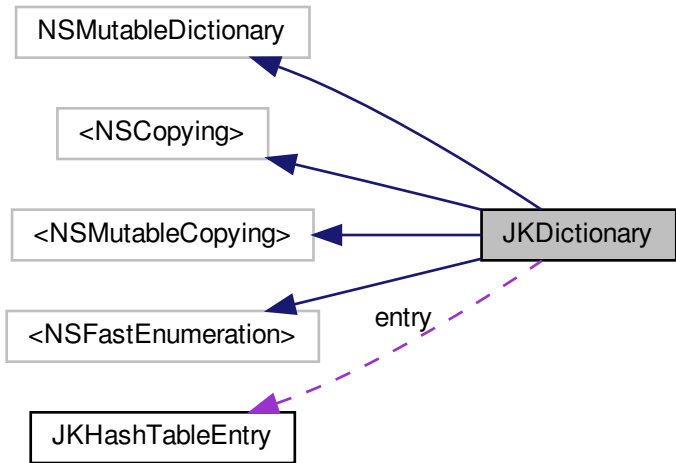 NSMutableDictionary
<NSCopying>
<NSMutableCopying>
JKDictionary
<NSFastEnumeration>
entry
JKHashTableEntry